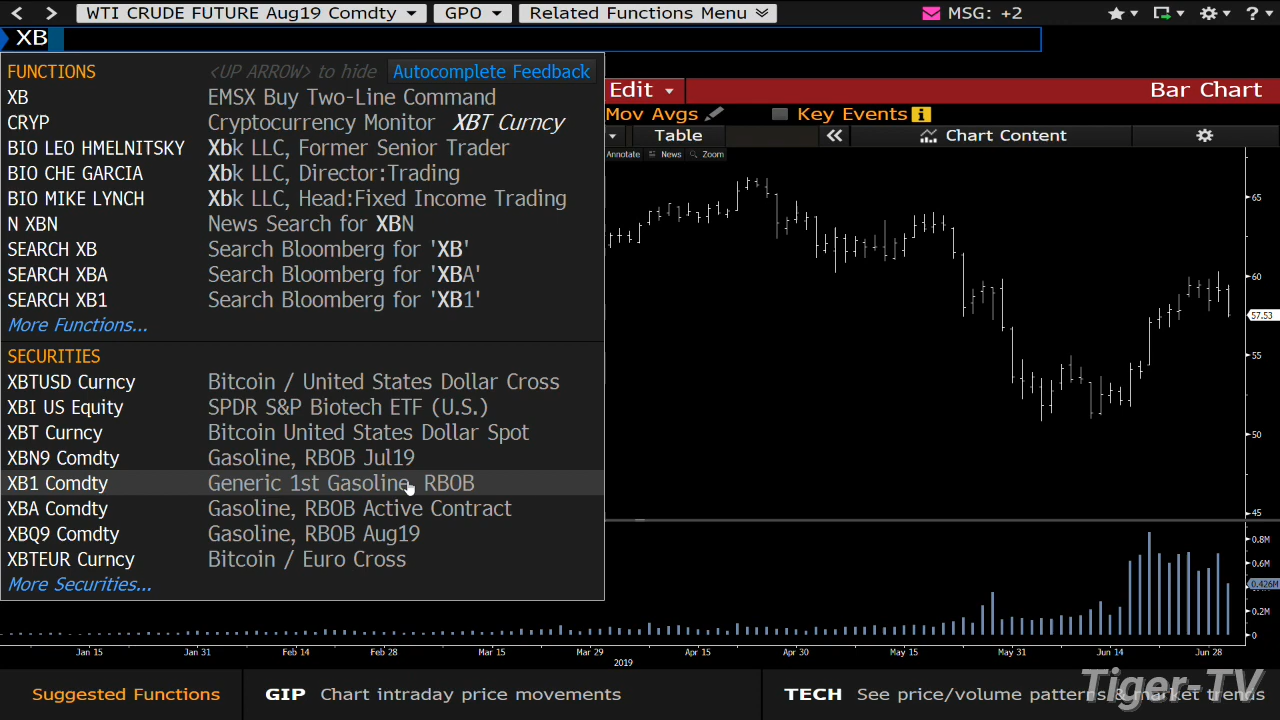 WTI CRUDE FUTURE Aug19 Comdty GPO Related Functions Menu MSG: +2 ?
XB
FUNCTIONS <UP ARROW> to hide Autocomplete Feedback
XB EMSX Buy Two-Line Command
CRYP Cryptocurrency Monitor XBT Curncy
BIO LEO HMELNITSKY Xbk LLC, Former Senior Trader
BIO CHE GARCIA Xbk LLC, Director:Trading
BIO MIKE LYNCH Xbk LLC, Head:Fixed Income Trading
N XBN News Search for XBN
SEARCH XB Search Bloomberg for 'XB'
SEARCH XBA Search Bloomberg for 'XBA'
SEARCH XB1 Search Bloomberg for 'XB1'
More Functions...
SECURITIES
XBTUSD Curncy Bitcoin / United States Dollar Cross
XBI US Equity SPDR S&P Biotech ETF (U.S.)
XBT Curncy Bitcoin United States Dollar Spot
XBN9 Comdty Gasoline, RBOB Jul19
XB1 Comdty Generic 1st Gasoline, RBOB
XBA Comdty Gasoline, RBOB Active Contract
XBQ9 Comdty Gasoline, RBOB Aug19
XBTEUR Curncy Bitcoin / Euro Cross
More Securities...
Edit Bar Chart
Mov Avgs Key Events i
Table « Chart Content
Annotate News Zoom
65
60
57.53
55
50
45
0.8M
0.6M
0.426M
0.2M
0
Jan 15 Jan 31 Feb 14 Feb 28 Mar 15 Mar 29 Apr 15 Apr 30 May 15 May 31 Jun 14 Jun 28
2019
Suggested Functions GIP Chart intraday price movements TECH See price/volume patterns & market trends
Tiger-TV